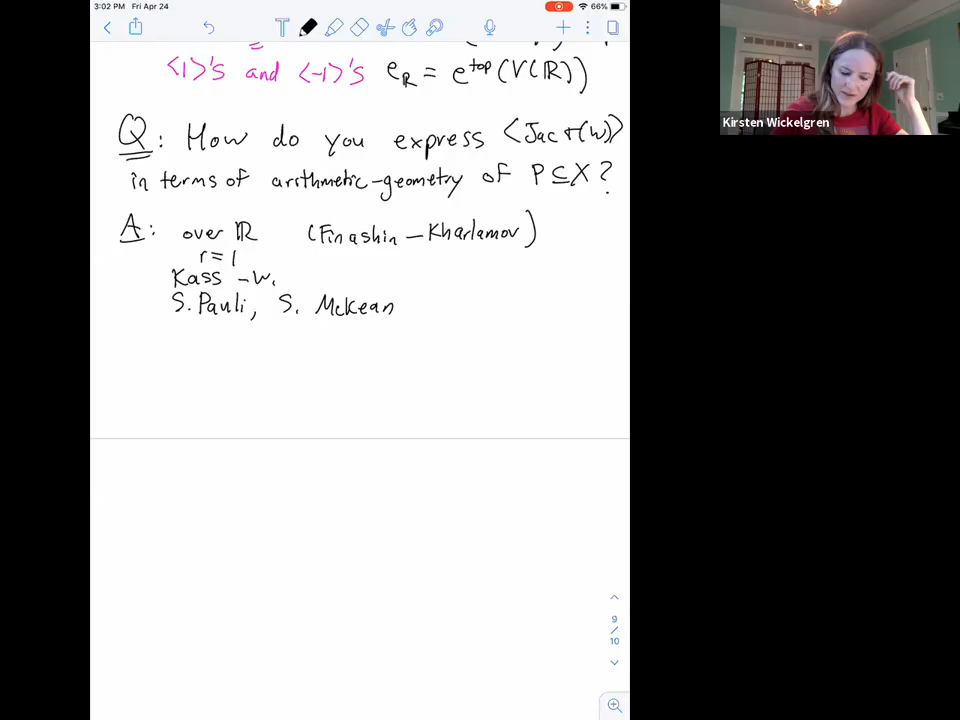 3:02 PM Fri Apr 24
66%
<1>'s and <-1>'s e_R = e^top(V(ℝ))
Q: How do you express <Jac σ(W)>
in terms of arithmetic-geometry of P ⊆ X?
A: over ℝ (Finashin – Kharlamov)
r = 1
Kass – W.
S. Pauli, S. McKean
9
/
10
Kirsten Wickelgren